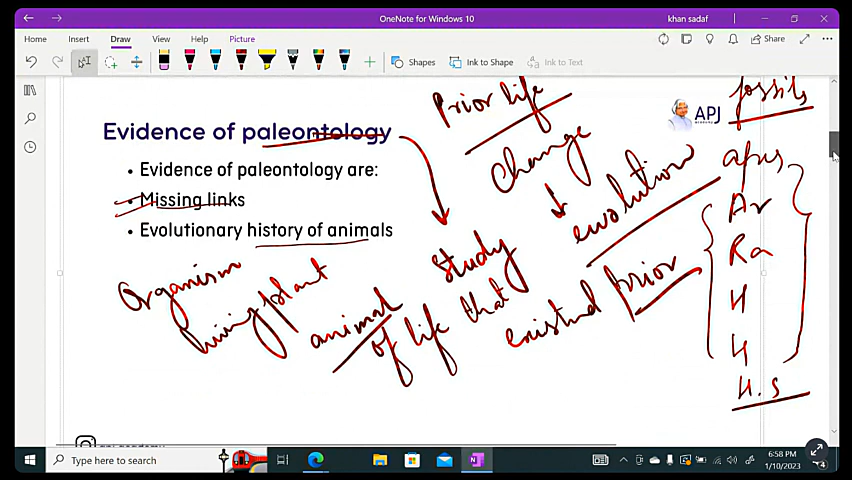 OneNote for Windows 10
khan sadaf
Home Insert Draw View Help Picture
Share
Shapes Ink to Shape Ink to Text
Prior life
fossils
APJ
Evidence of paleontology
change
apes
• Evidence of paleontology are:
• Missing links
evolution
Ar
• Evolutionary history of animals
Ra
Organism
living plant
animal
study
of life that
existed prior
H
H
H.S
Type here to search
6:58 PM
1/10/2023
4